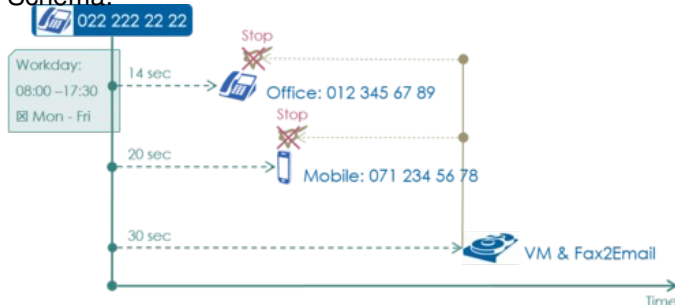 Schema:
022 222 22 22
Stop
Workday:
08:00 –17:30
☒ Mon - Fri
14 sec
Office: 012 345 67 89
Stop
20 sec
Mobile: 071 234 56 78
30 sec
VM & Fax2Email
Time